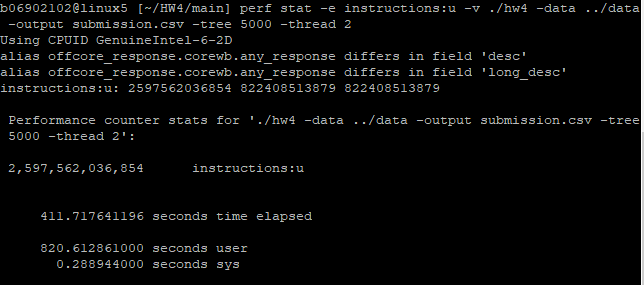 b06902102@linux5 [~/HW4/main] perf stat -e instructions:u -v ./hw4 -data ../data
-output submission.csv -tree 5000 -thread 2
Using CPUID GenuineIntel-6-2D
alias offcore_response.corewb.any_response differs in field 'desc'
alias offcore_response.corewb.any_response differs in field 'long_desc'
instructions:u: 2597562036854 822408513879 822408513879
Performance counter stats for './hw4 -data ../data -output submission.csv -tree
5000 -thread 2':
2,597,562,036,854      instructions:u
411.717641196 seconds time elapsed
820.612861000 seconds user
0.288944000 seconds sys